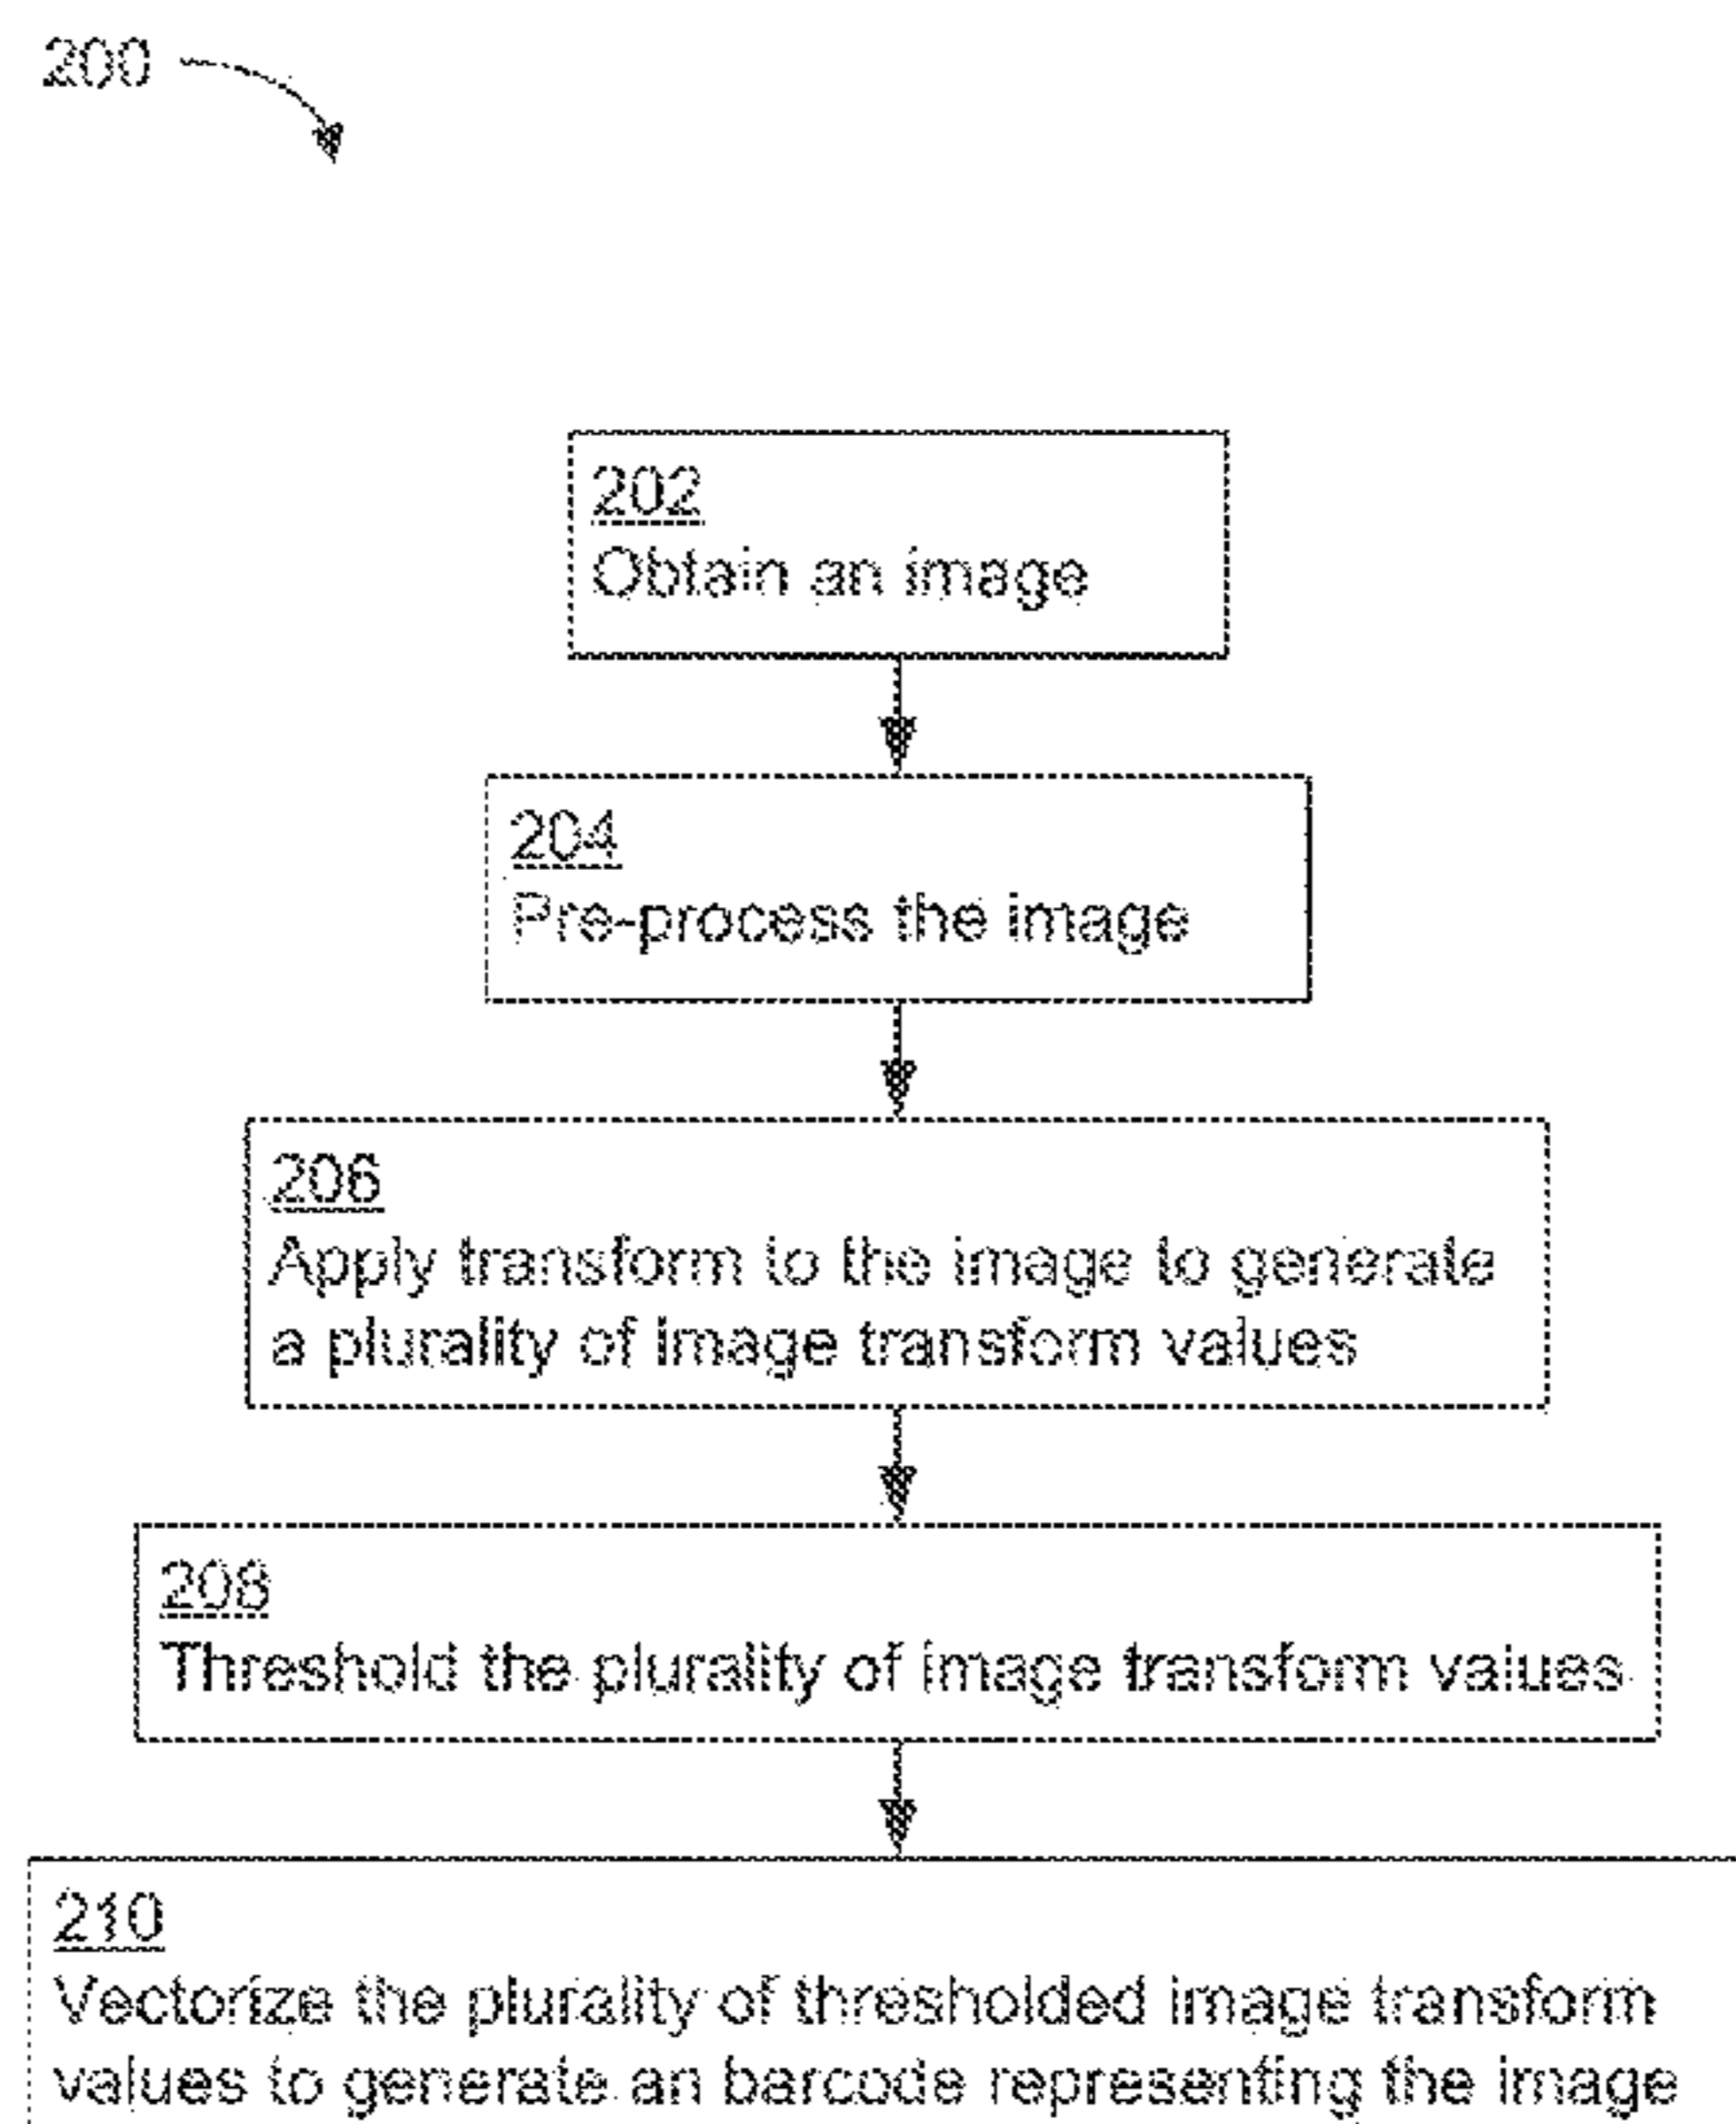 200
202
Obtain an image
204
Pre-process the image
206
Apply transform to the image to generate
a plurality of image transform values
208
Threshold the plurality of image transform values
210
Vectorize the plurality of thresholded image transform
values to generate an barcode representing the image